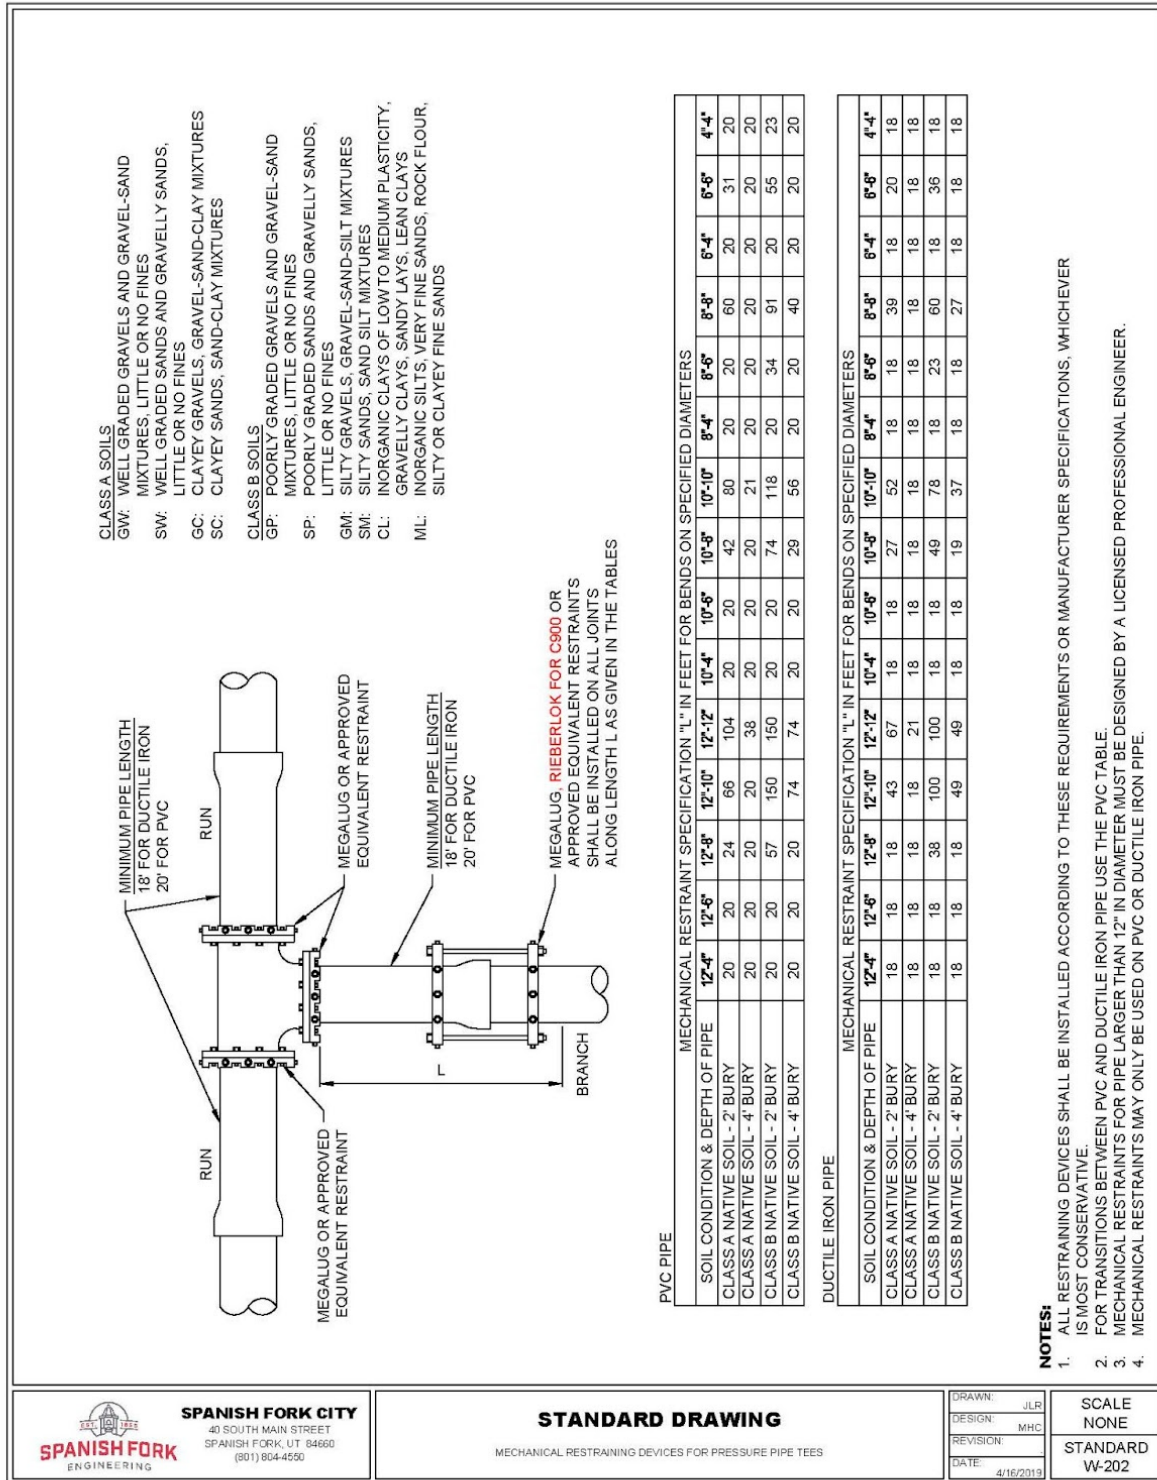 MINIMUM PIPE LENGTH
18' FOR DUCTILE IRON
20' FOR PVC
RUN
RUN
MEGALUG OR APPROVED
EQUIVALENT RESTRAINT
MEGALUG OR APPROVED
EQUIVALENT RESTRAINT
MINIMUM PIPE LENGTH
18' FOR DUCTILE IRON
20' FOR PVC
L
BRANCH
MEGALUG, RIEBERLOK FOR C900 OR
APPROVED EQUIVALENT RESTRAINTS
SHALL BE INSTALLED ON ALL JOINTS
ALONG LENGTH L AS GIVEN IN THE TABLES
CLASS A SOILS
GW: WELL GRADED GRAVELS AND GRAVEL-SAND
MIXTURES, LITTLE OR NO FINES
SW: WELL GRADED SANDS AND GRAVELLY SANDS,
LITTLE OR NO FINES
GC: CLAYEY GRAVELS, GRAVEL-SAND-CLAY MIXTURES
SC: CLAYEY SANDS, SAND-CLAY MIXTURES
CLASS B SOILS
GP: POORLY GRADED GRAVELS AND GRAVEL-SAND
MIXTURES, LITTLE OR NO FINES
SP: POORLY GRADED SANDS AND GRAVELLY SANDS,
LITTLE OR NO FINES
GM: SILTY GRAVELS, GRAVEL-SAND-SILT MIXTURES
SM: SILTY SANDS, SAND SILT MIXTURES
CL: INORGANIC CLAYS OF LOW TO MEDIUM PLASTICITY,
GRAVELLY CLAYS, SANDY LAYS, LEAN CLAYS
ML: INORGANIC SILTS, VERY FINE SANDS, ROCK FLOUR,
SILTY OR CLAYEY FINE SANDS
PVC PIPE
MECHANICAL RESTRAINT SPECIFICATION "L" IN FEET FOR BENDS ON SPECIFIED DIAMETERS
SOIL CONDITION & DEPTH OF PIPE 12"-4" 12"-6" 12"-8" 12"-10" 12"-12" 10"-4" 10"-6" 10"-8" 10"-10" 8"-4" 8"-6" 8"-8" 6"-4" 6"-6" 4"-4"
CLASS A NATIVE SOIL - 2' BURY 20 20 24 66 104 20 20 42 80 20 20 60 20 31 20
CLASS A NATIVE SOIL - 4' BURY 20 20 20 20 38 20 20 20 21 20 20 20 20 20 20
CLASS B NATIVE SOIL - 2' BURY 20 20 57 150 150 20 20 74 118 20 34 91 20 55 23
CLASS B NATIVE SOIL - 4' BURY 20 20 20 74 74 20 20 29 56 20 20 40 20 20 20
DUCTILE IRON PIPE
MECHANICAL RESTRAINT SPECIFICATION "L" IN FEET FOR BENDS ON SPECIFIED DIAMETERS
SOIL CONDITION & DEPTH OF PIPE 12"-4" 12"-6" 12"-8" 12"-10" 12"-12" 10"-4" 10"-6" 10"-8" 10"-10" 8"-4" 8"-6" 8"-8" 6"-4" 6"-6" 4"-4"
CLASS A NATIVE SOIL - 2' BURY 18 18 18 43 67 18 18 27 52 18 18 39 18 20 18
CLASS A NATIVE SOIL - 4' BURY 18 18 18 18 21 18 18 18 18 18 18 18 18 18 18
CLASS B NATIVE SOIL - 2' BURY 18 18 38 100 100 18 18 49 78 18 23 60 18 36 18
CLASS B NATIVE SOIL - 4' BURY 18 18 18 49 49 18 18 19 37 18 18 27 18 18 18
NOTES:
1. ALL RESTRAINING DEVICES SHALL BE INSTALLED ACCORDING TO THESE REQUIREMENTS OR MANUFACTURER SPECIFICATIONS, WHICHEVER
IS MOST CONSERVATIVE.
2. FOR TRANSITIONS BETWEEN PVC AND DUCTILE IRON PIPE USE THE PVC TABLE.
3. MECHANICAL RESTRAINTS FOR PIPE LARGER THAN 12" IN DIAMETER MUST BE DESIGNED BY A LICENSED PROFESSIONAL ENGINEER.
4. MECHANICAL RESTRAINTS MAY ONLY BE USED ON PVC OR DUCTILE IRON PIPE.
EST. 1855
SPANISH FORK
ENGINEERING
SPANISH FORK CITY
40 SOUTH MAIN STREET
SPANISH FORK, UT 84660
(801) 804-4550
STANDARD DRAWING
MECHANICAL RESTRAINING DEVICES FOR PRESSURE PIPE TEES
DRAWN: JLR
DESIGN: MHC
REVISION:
DATE: 4/16/2019
SCALE
NONE
STANDARD
W-202